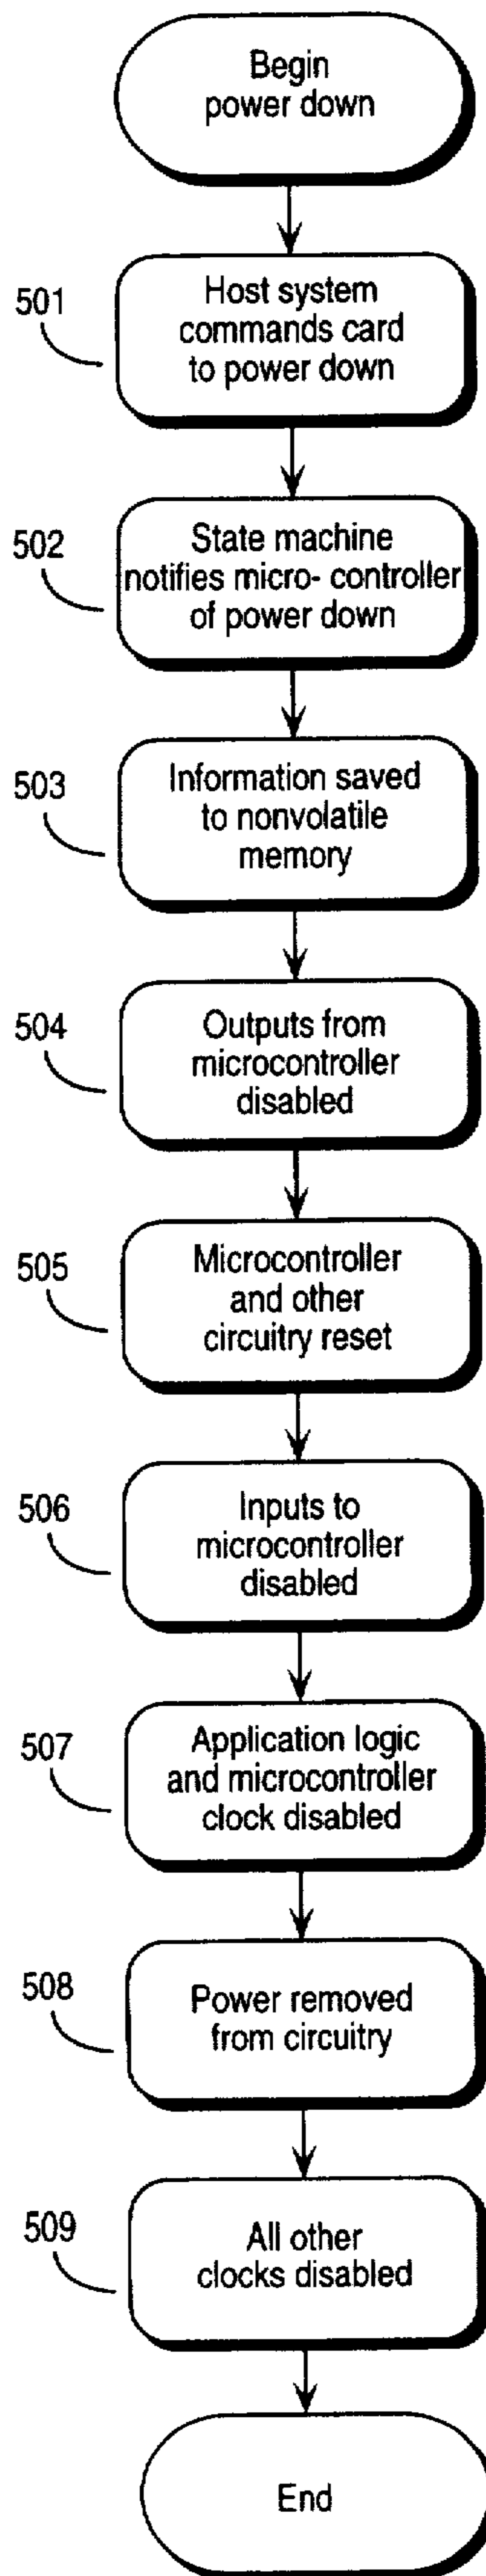 Begin
power down
501
Host system
commands card
to power down
502
State machine
notifies micro- controller
of power down
503
Information saved
to nonvolatile
memory
504
Outputs from
microcontroller
disabled
505
Microcontroller
and other
circuitry reset
506
Inputs to
microcontroller
disabled
507
Application logic
and microcontroller
clock disabled
508
Power removed
from circuitry
509
All other
clocks disabled
End